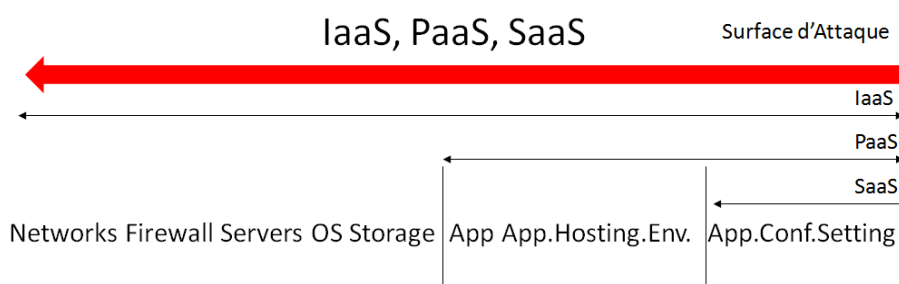 IaaS, PaaS, SaaS
Surface d'Attaque
IaaS
PaaS
SaaS
Networks Firewall Servers OS Storage
App App.Hosting.Env.
App.Conf.Setting